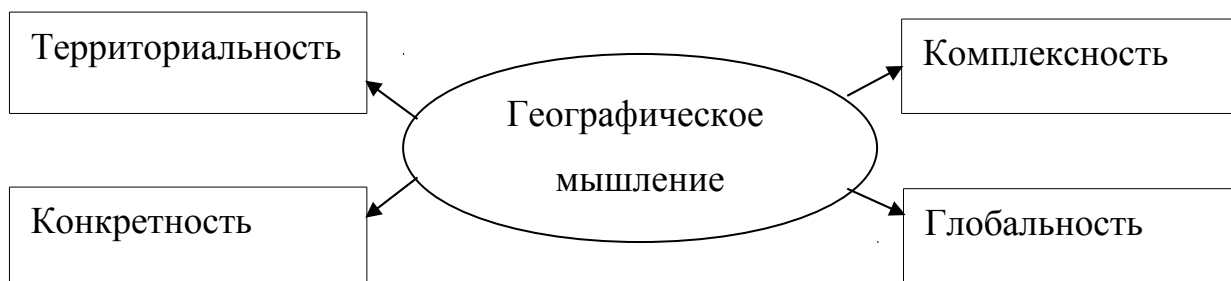 Территориальность
Комплексность
Географическое
мышление
Конкретность
Глобальность